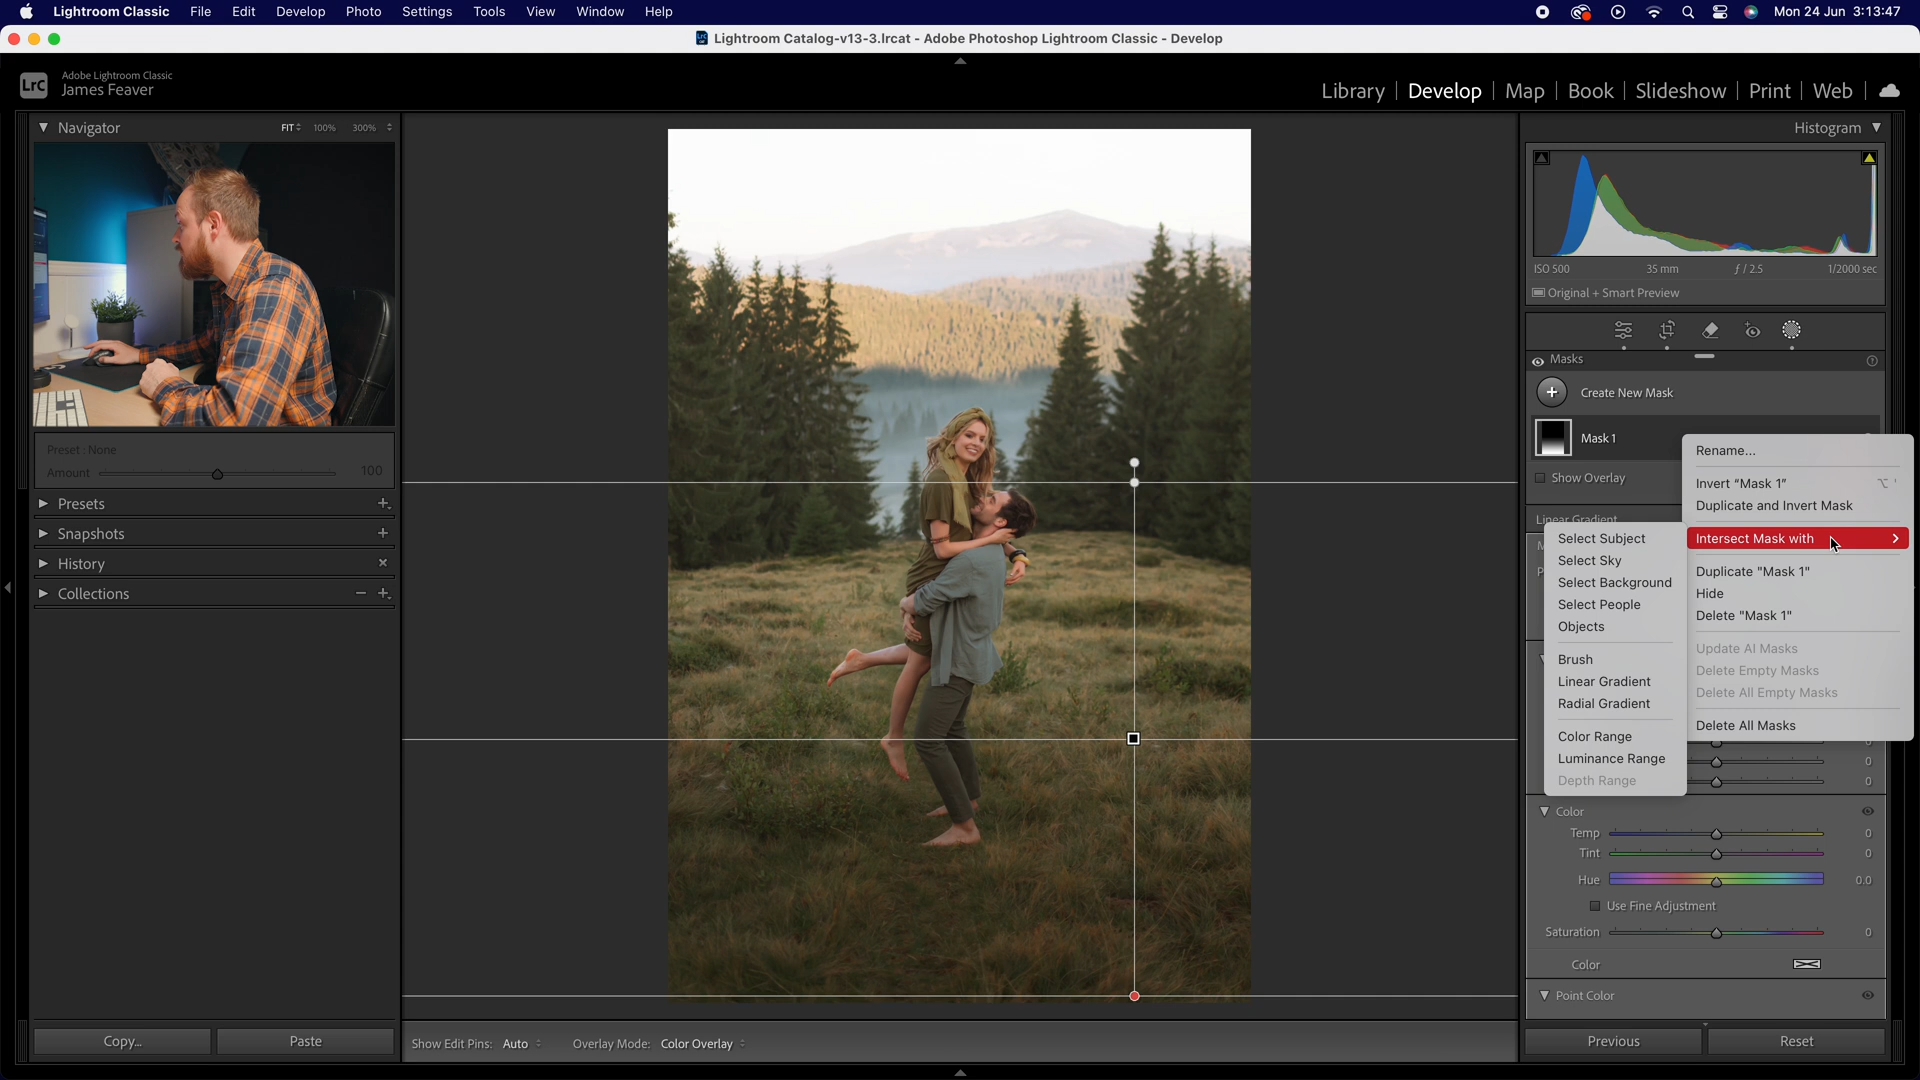 Lightroom Classic File Edit Develop Photo Settings Tools View Window Help Mon 24 Jun 3:13:47
Lightroom Catalog-v13-3.lrcat - Adobe Photoshop Lightroom Classic - Develop
LrC
Adobe Lightroom Classic
James Feaver
Library | Develop | Map | Book | Slideshow | Print | Web
Navigator FIT 100% 300%
Preset : None
Amount 100
Presets
Snapshots
History
Collections
Copy... Paste
Show Edit Pins: Auto Overlay Mode: Color Overlay
Histogram
ISO 500 35 mm ƒ / 2.5 1/2000 sec
Original + Smart Preview
Masks
Create New Mask
Mask 1
Show Overlay
Linear Gradient
Rename...
Invert “Mask 1” ⌥ '
Duplicate and Invert Mask
Intersect Mask with
Duplicate "Mask 1"
Hide
Delete "Mask 1"
Update AI Masks
Delete Empty Masks
Delete All Empty Masks
Delete All Masks
Select Subject
Select Sky
Select Background
Select People
Objects
Brush
Linear Gradient
Radial Gradient
Color Range
Luminance Range
Depth Range
0
0
0
Color
Temp 0
Tint 0
Hue 0.0
Use Fine Adjustment
Saturation 0
Color
Point Color
Previous Reset